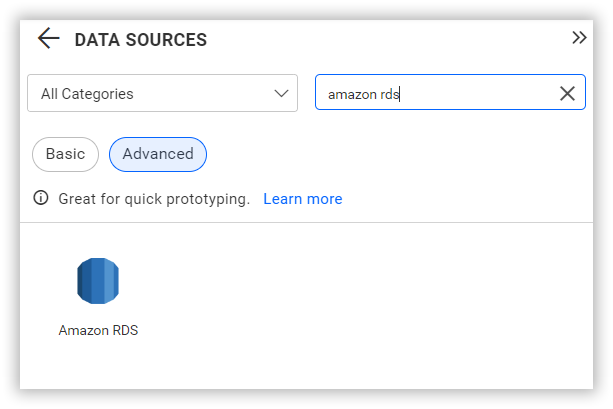 DATA SOURCES
All Categories
amazon rds
Basic
Advanced
Great for quick prototyping. Learn more
Amazon RDS